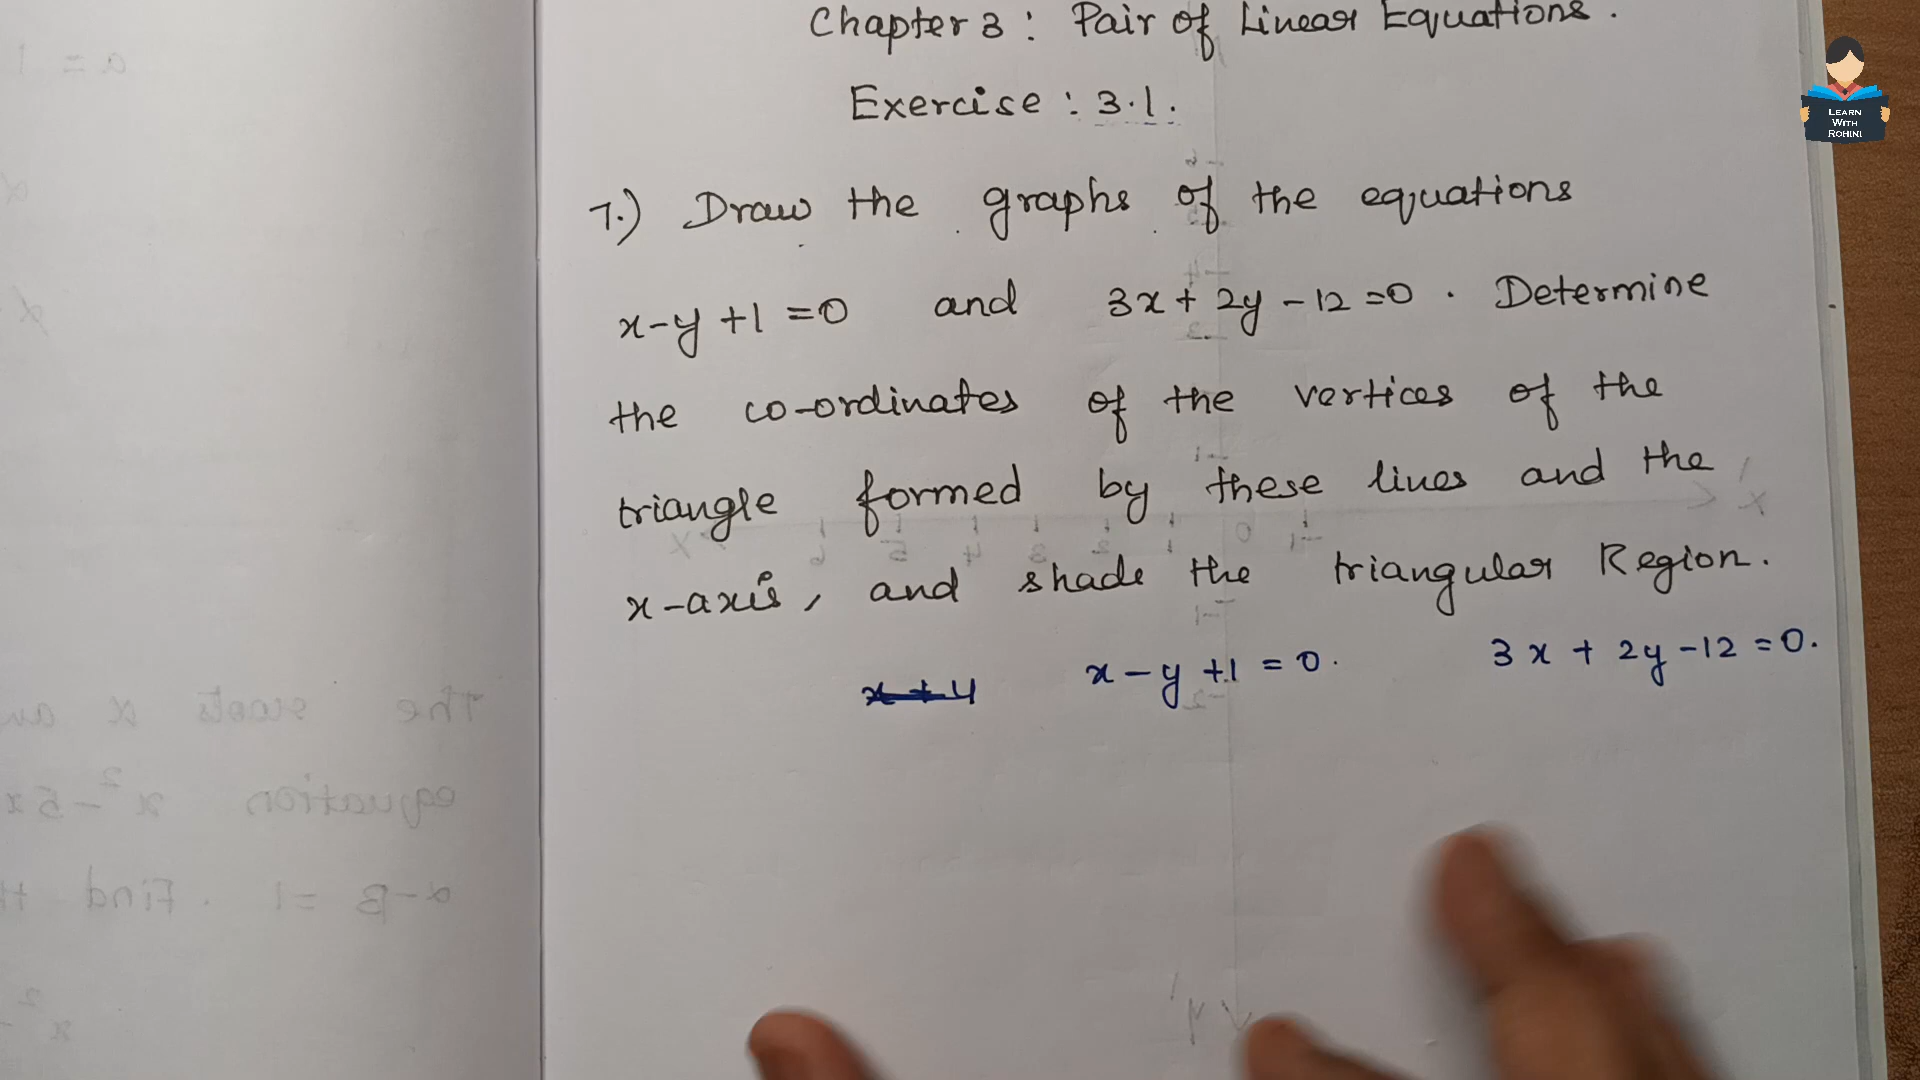 Chapter 3 : Pair of Linear Equations.
Exercise : 3.1.
7.) Draw the graphs of the equations
x-y+1=0 and 3x+2y-12=0. Determine
the co-ordinates of the vertices of the
triangle formed by these lines and the
x-axis, and shade the triangular Region.
x-y+1=0. 3x+2y-12=0.
LEARN
WITH
ROHINI